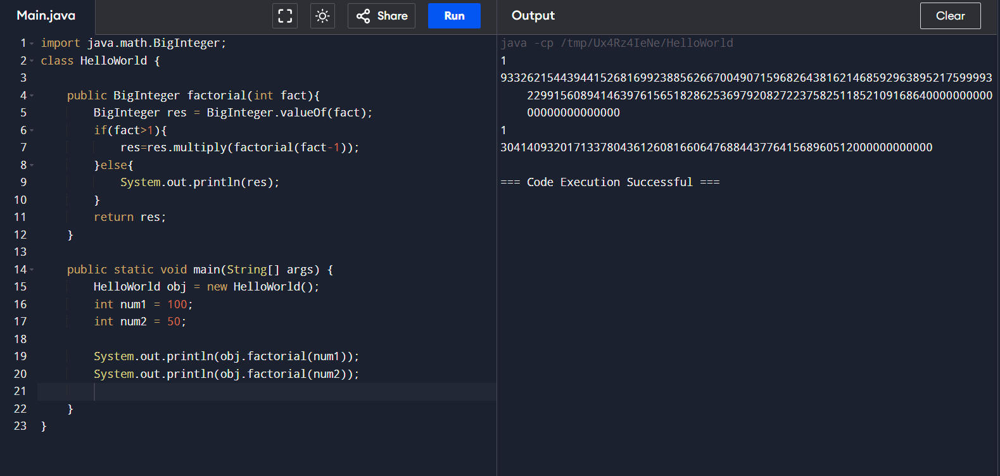 Main.java Share Run Output Clear
1 import java.math.BigInteger;
2 class HelloWorld {
3
4     public BigInteger factorial(int fact){
5         BigInteger res = BigInteger.valueOf(fact);
6         if(fact>1){
7             res=res.multiply(factorial(fact-1));
8         }else{
9             System.out.println(res);
10         }
11         return res;
12     }
13
14     public static void main(String[] args) {
15         HelloWorld obj = new HelloWorld();
16         int num1 = 100;
17         int num2 = 50;
18
19         System.out.println(obj.factorial(num1));
20         System.out.println(obj.factorial(num2));
21
22     }
23 }
java -cp /tmp/Ux4Rz4IeNe/HelloWorld
1
93326215443944152681699238856266700490715968264381621468592963895217599993
229915608941463976156518286253697920827223758251185210916864000000000
00000000000000
1
30414093201713378043612608166064768844377641568960512000000000000
=== Code Execution Successful ===